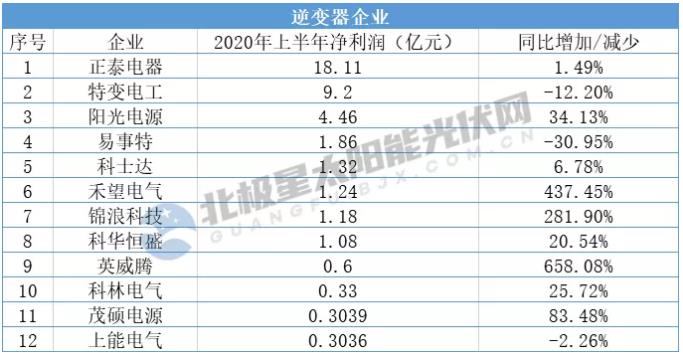 逆变器企业
序号 企业 2020年上半年净利润（亿元） 同比增加/减少
1 正泰电器 18.11 1.49%
2 特变电工 9.2 -12.20%
3 阳光电源 4.46 34.13%
4 易事特 1.86 -30.95%
5 科士达 1.32 6.78%
6 禾望电气 1.24 437.45%
7 锦浪科技 1.18 281.90%
8 科华恒盛 1.08 20.54%
9 英威腾 0.6 658.08%
10 科林电气 0.33 25.72%
11 茂硕电源 0.3039 83.48%
12 上能电气 0.3036 -2.26%
北极星太阳能光伏网
GUANGFU.BJX.COM.CN